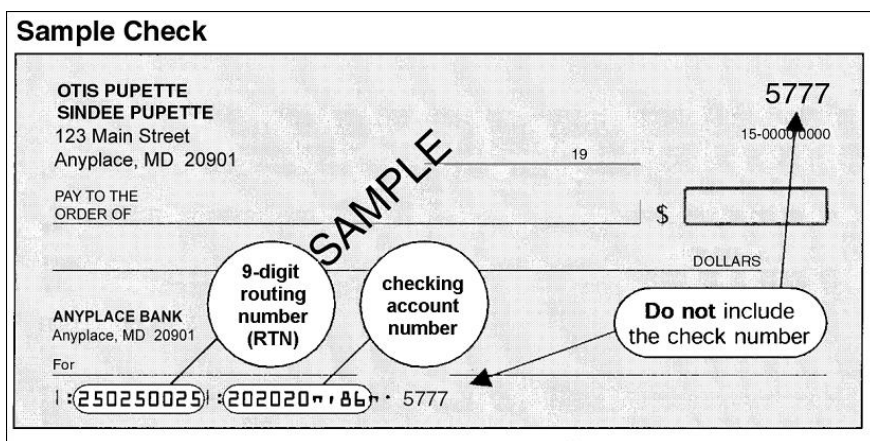 Sample Check
OTIS PUPETTE
SINDEE PUPETTE
123 Main Street
Anyplace, MD 20901
5777
15-0000/0000
19
SAMPLE
PAY TO THE
ORDER OF
$
DOLLARS
9-digit
routing
number
(RTN)
checking
account
number
Do not include
the check number
ANYPLACE BANK
Anyplace, MD 20901
For
|:250250025|:202020⑈86⑈ 5777